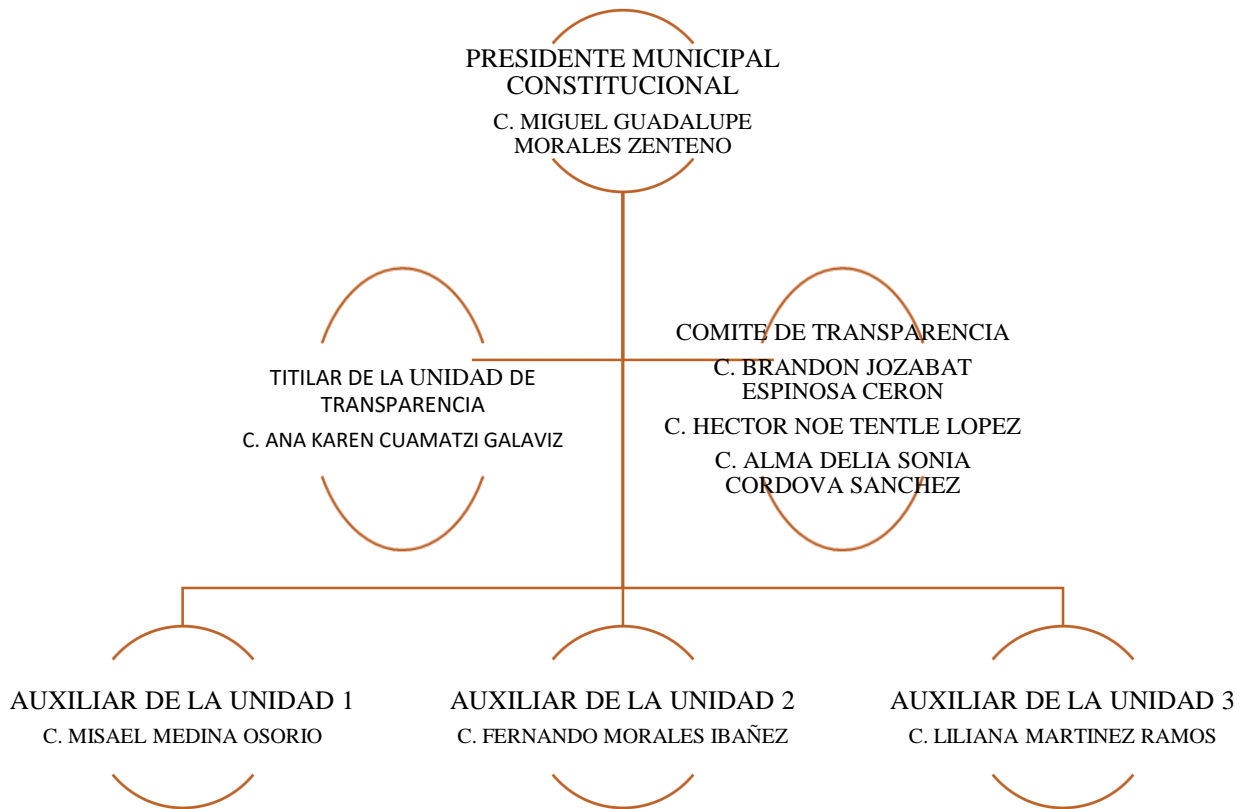 PRESIDENTE MUNICIPAL
CONSTITUCIONAL
C. MIGUEL GUADALUPE
MORALES ZENTENO
TITILAR DE LA UNIDAD DE
TRANSPARENCIA
C. ANA KAREN CUAMATZI GALAVIZ
COMITE DE TRANSPARENCIA
C. BRANDON JOZABAT
ESPINOSA CERON
C. HECTOR NOE TENTLE LOPEZ
C. ALMA DELIA SONIA
CORDOVA SANCHEZ
AUXILIAR DE LA UNIDAD 1
C. MISAEL MEDINA OSORIO
AUXILIAR DE LA UNIDAD 2
C. FERNANDO MORALES IBAÑEZ
AUXILIAR DE LA UNIDAD 3
C. LILIANA MARTINEZ RAMOS